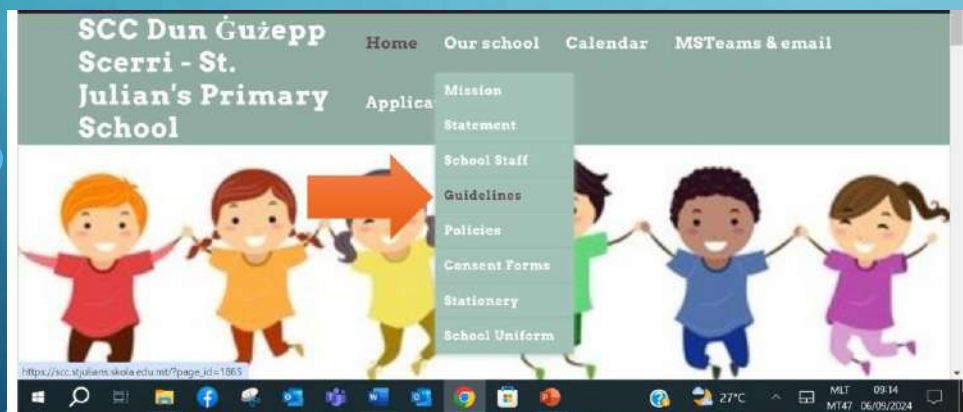 SCC Dun Ġużepp
Scerri - St.
Julian's Primary
School
Home Our school Calendar MSTeams & email
Applica
Mission
Statement
School Staff
Guidelines
Policies
Consent Forms
Stationery
School Uniform
https://scc.stjulians.skola.edu.mt/?page_id=1865
27°C
MLT 09:14
MT47 06/09/2024